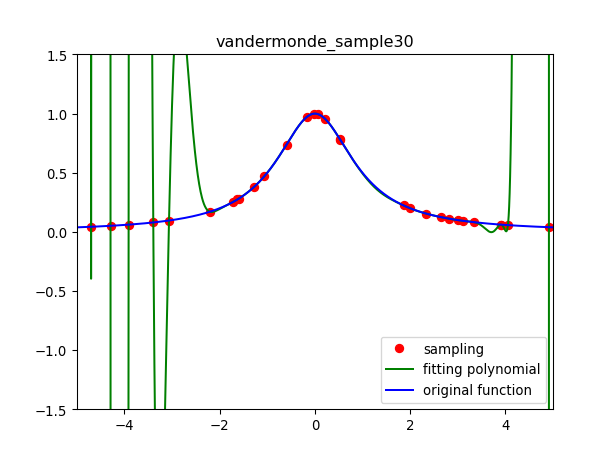 vandermonde_sample30
1.5
1.0
0.5
0.0
−0.5
−1.0
−1.5
sampling
fitting polynomial
original function
−4 −2 0 2 4